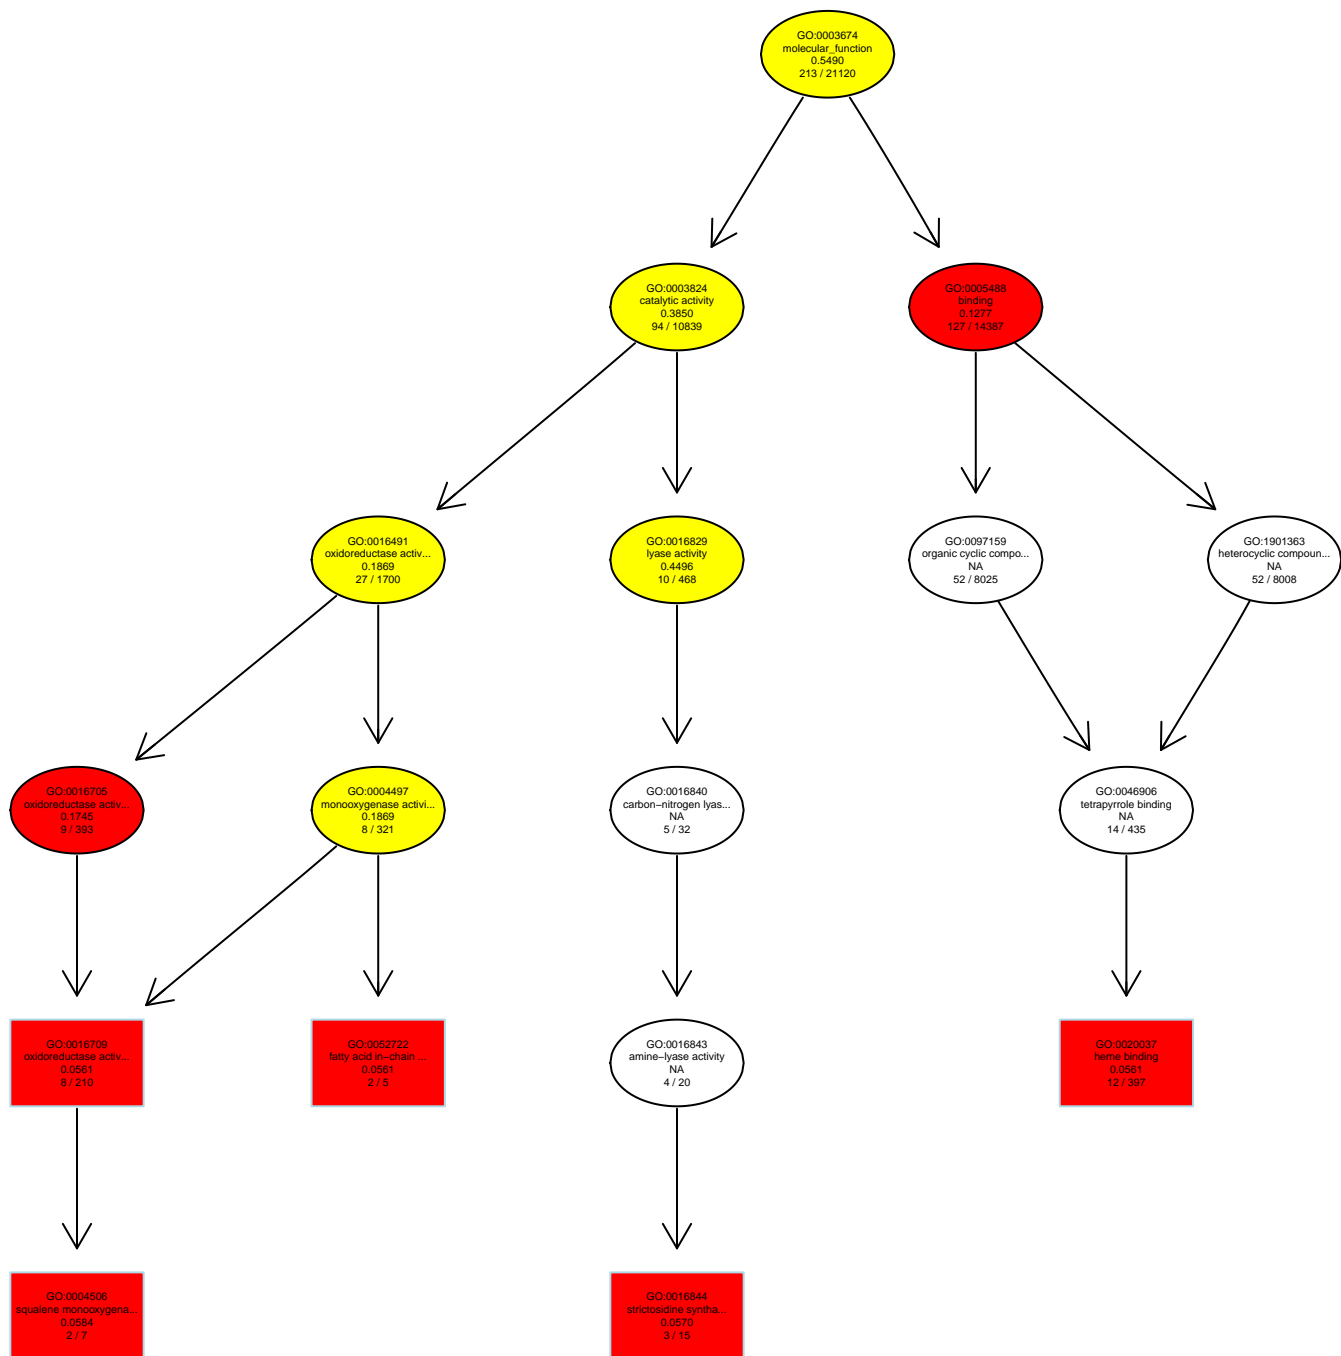 GO:0003674
molecular_function
0.5490
213 / 21120
GO:0003824
catalytic activity
0.3850
94 / 10839
GO:0005488
binding
0.1277
127 / 14387
GO:0016491
oxidoreductase activ...
0.1869
27 / 1700
GO:0016829
lyase activity
0.4496
10 / 468
GO:0097159
organic cyclic compo...
NA
52 / 8025
GO:1901363
heterocyclic compoun...
NA
52 / 8008
GO:0016705
oxidoreductase activ...
0.1745
9 / 393
GO:0004497
monooxygenase activi...
0.1869
8 / 321
GO:0016840
carbon−nitrogen lyas...
NA
5 / 32
GO:0046906
tetrapyrrole binding
NA
14 / 435
GO:0016709
oxidoreductase activ...
0.0561
8 / 210
GO:0052722
fatty acid in−chain ...
0.0561
2 / 5
GO:0016843
amine−lyase activity
NA
4 / 20
GO:0020037
heme binding
0.0561
12 / 397
GO:0004506
squalene monooxygena...
0.0584
2 / 7
GO:0016844
strictosidine syntha...
0.0570
3 / 15